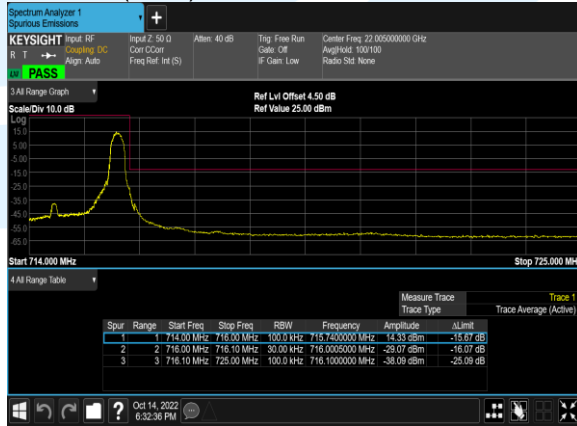 Spectrum Analyzer 1
Spurious Emissions
+
KEYSIGHT Input: RF Input Z: 50 Ω Atten: 40 dB Trig: Free Run Center Freq: 22.005000000 GHz
R T Coupling: DC Corr CCorr Gate: Off Avg|Hold: 100/100
Align: Auto Freq Ref: Int (S) IF Gain: Low Radio Std: None
PASS
3 All Range Graph Ref Lvl Offset 4.50 dB
Scale/Div 10.0 dB Ref Value 25.00 dBm
Log
15.0
5.00
-5.00
-15.0
-25.0
-35.0
-45.0
-55.0
-65.0
Start 714.000 MHz Stop 725.000 MH
4 All Range Table
Measure Trace Trace 1
Trace Type Trace Average (Active)
Spur Range Start Freq Stop Freq RBW Frequency Amplitude ΔLimit
1 1 714.00 MHz 716.00 MHz 100.0 kHz 715.7400000 MHz 14.33 dBm -15.67 dB
2 2 716.00 MHz 716.10 MHz 30.00 kHz 716.0005000 MHz -29.07 dBm -16.07 dB
3 3 716.10 MHz 725.00 MHz 100.0 kHz 716.1000000 MHz -38.09 dBm -25.09 dB
? Oct 14, 2022
6:32:36 PM